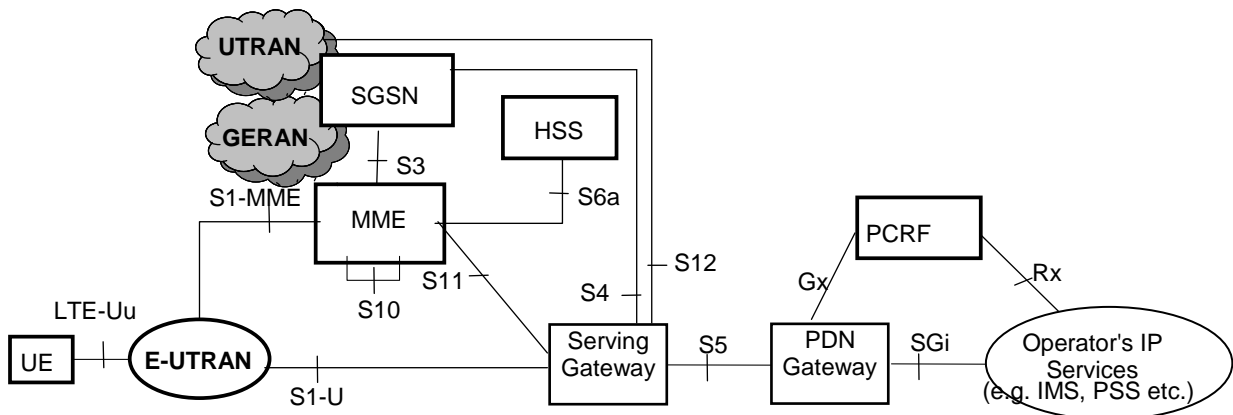 UTRAN
SGSN
HSS
GERAN
S3
S1-MME
S6a
MME
PCRF
S12
S11
Gx
Rx
S4
S10
LTE-Uu
Serving
Gateway
PDN
Gateway
Operator's IP
Services
(e.g. IMS, PSS etc.)
S5
SGi
UE
E-UTRAN
S1-U